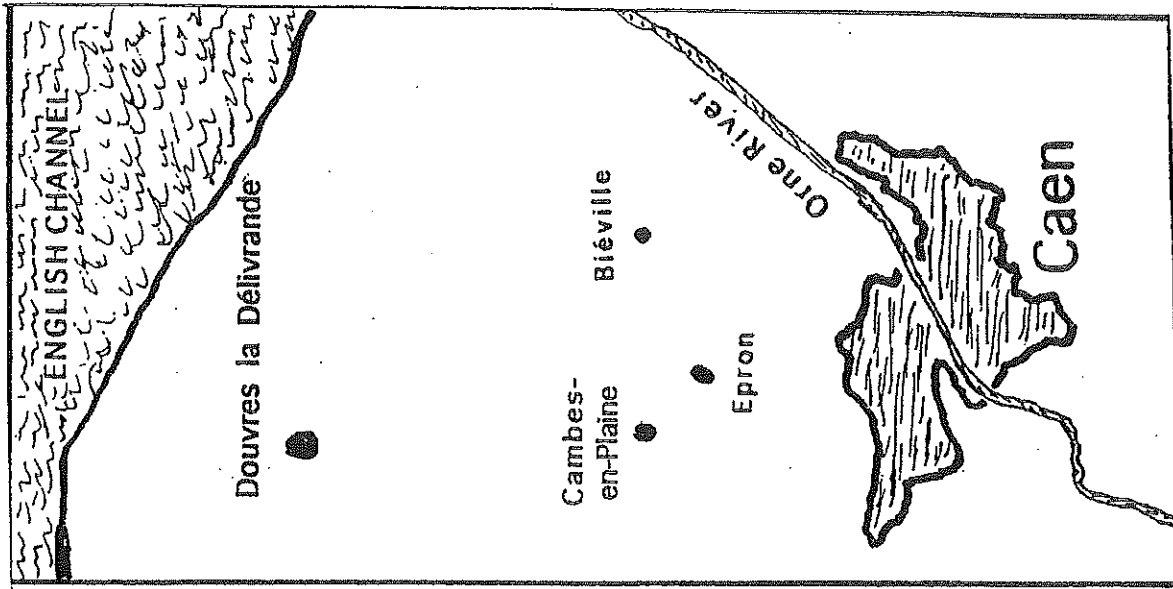 ENGLISH CHANNEL
Douvres la Délivrande
Cambes-
en-Plaine
Biéville
Epron
Orne River
Caen